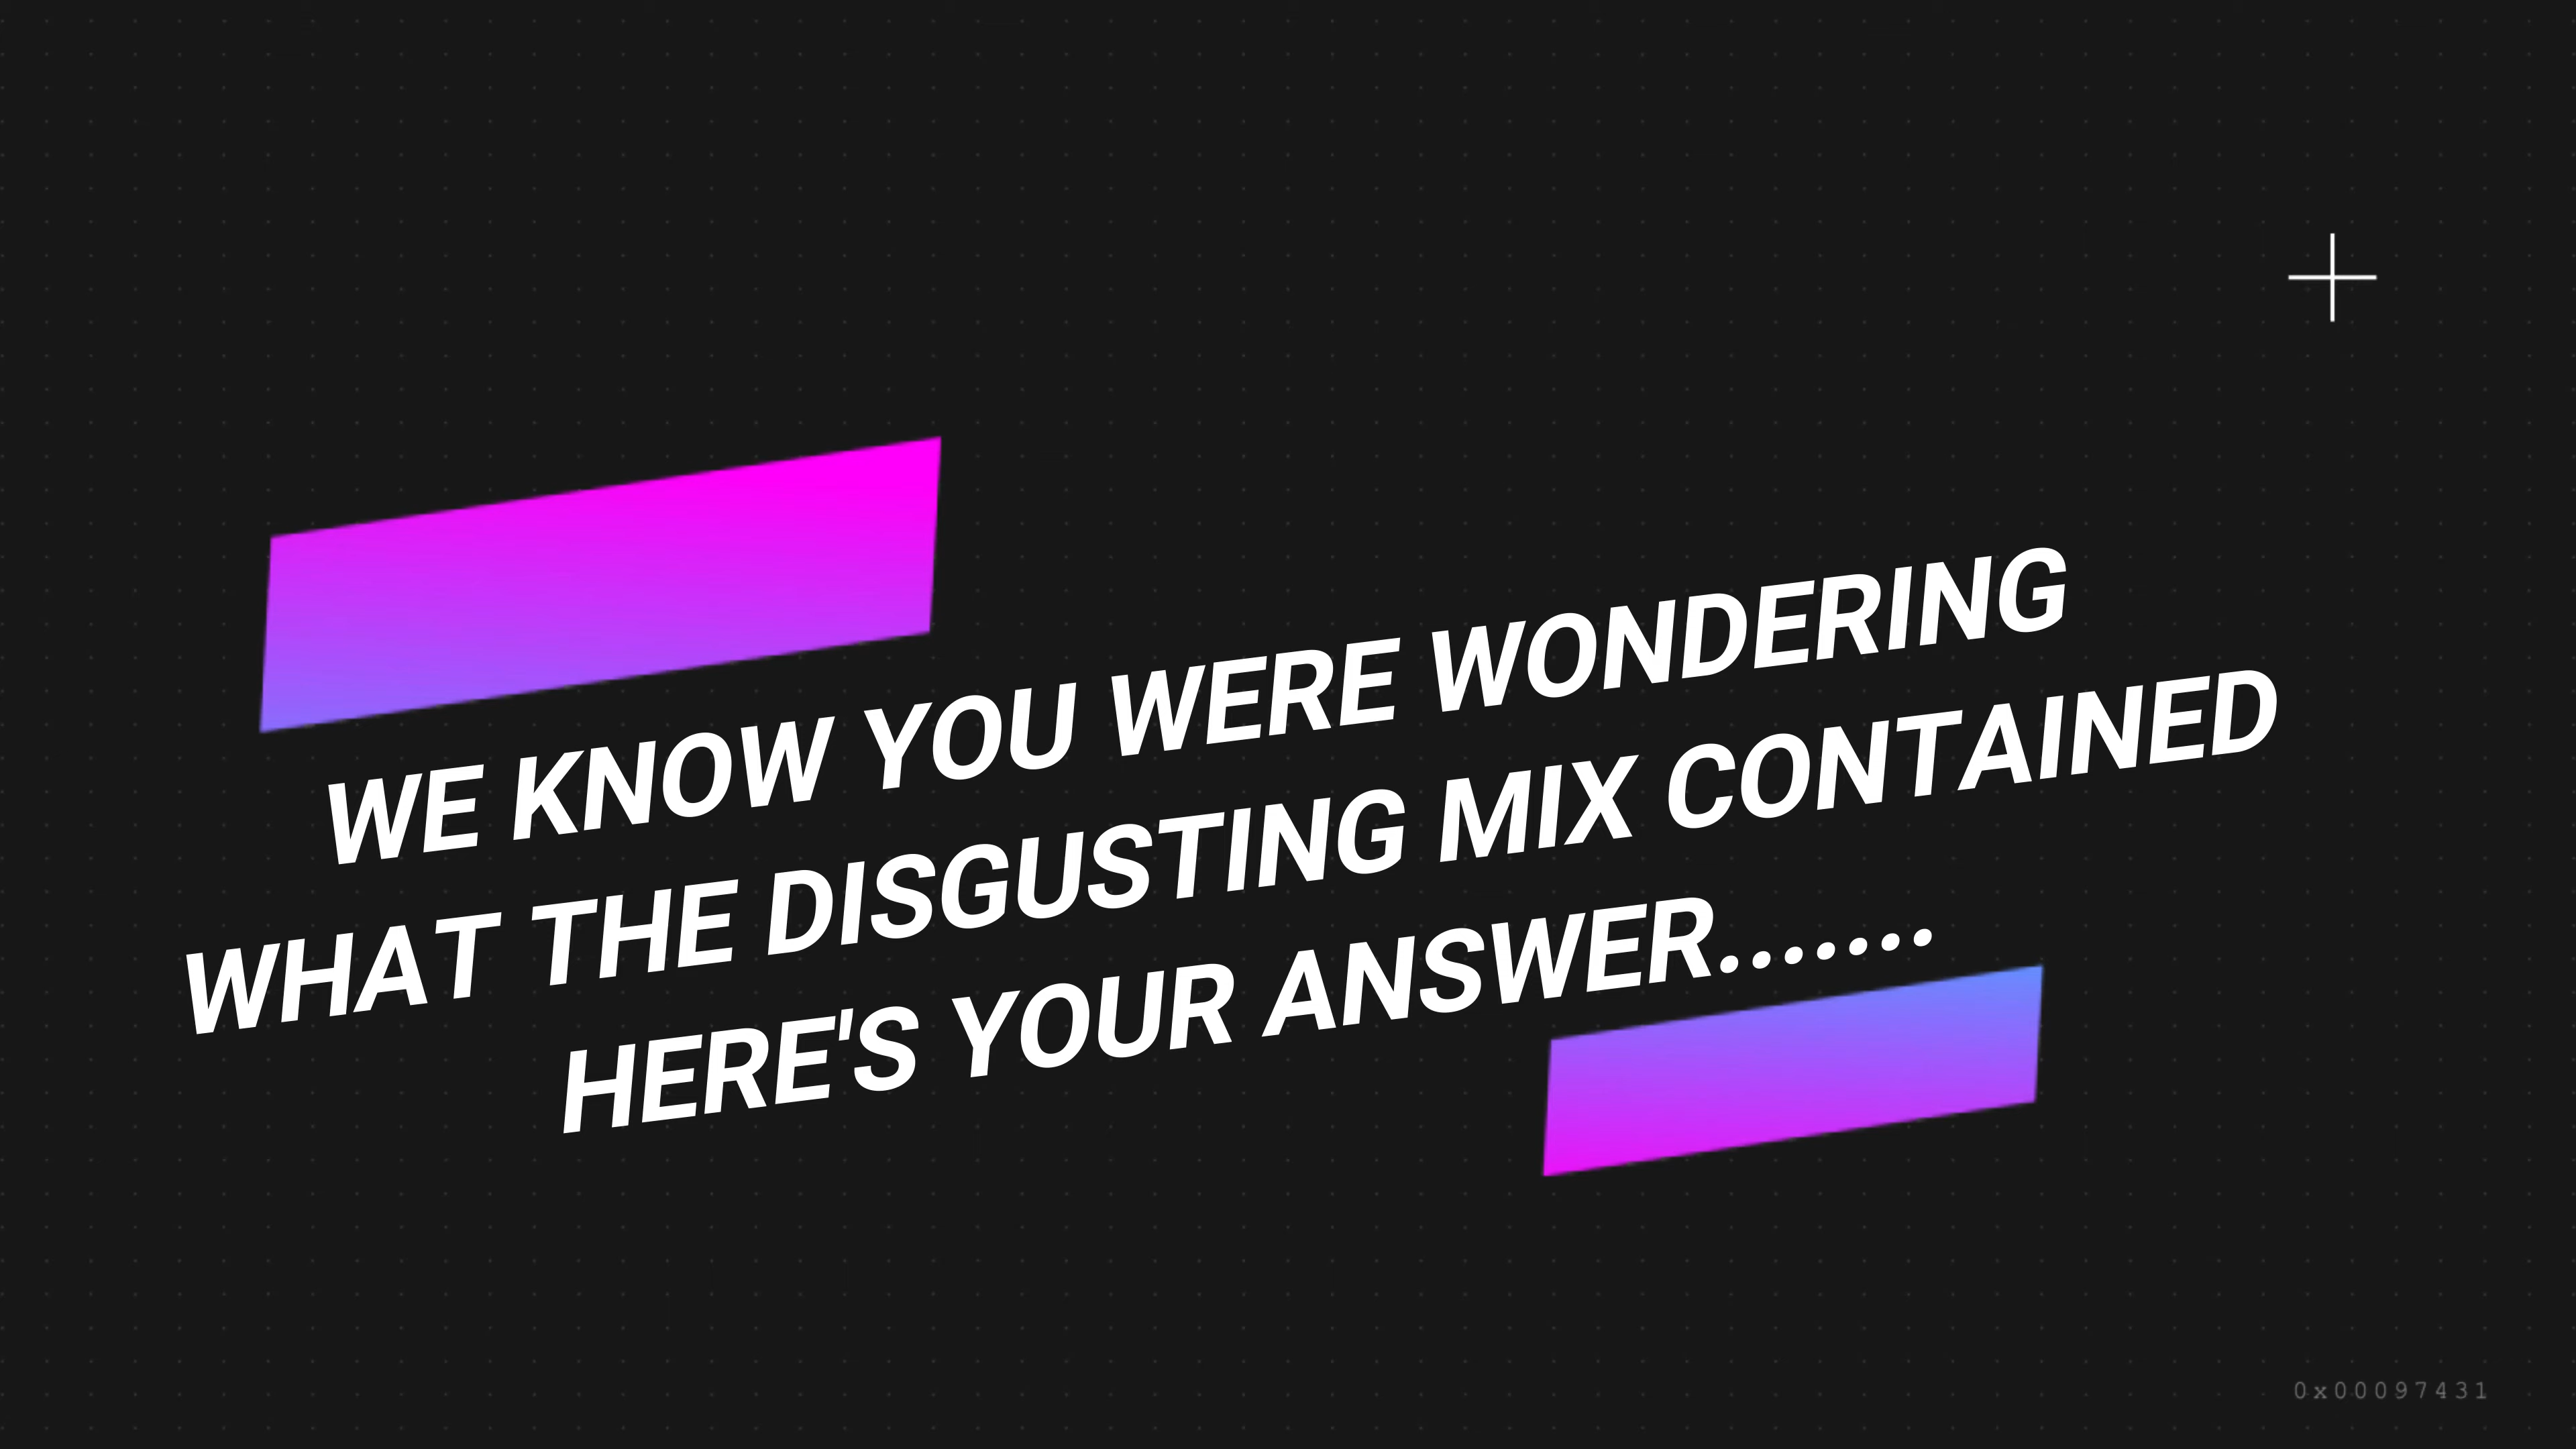 WE KNOW YOU WERE WONDERING
WHAT THE DISGUSTING MIX CONTAINED
HERE'S YOUR ANSWER.......
0x00097431